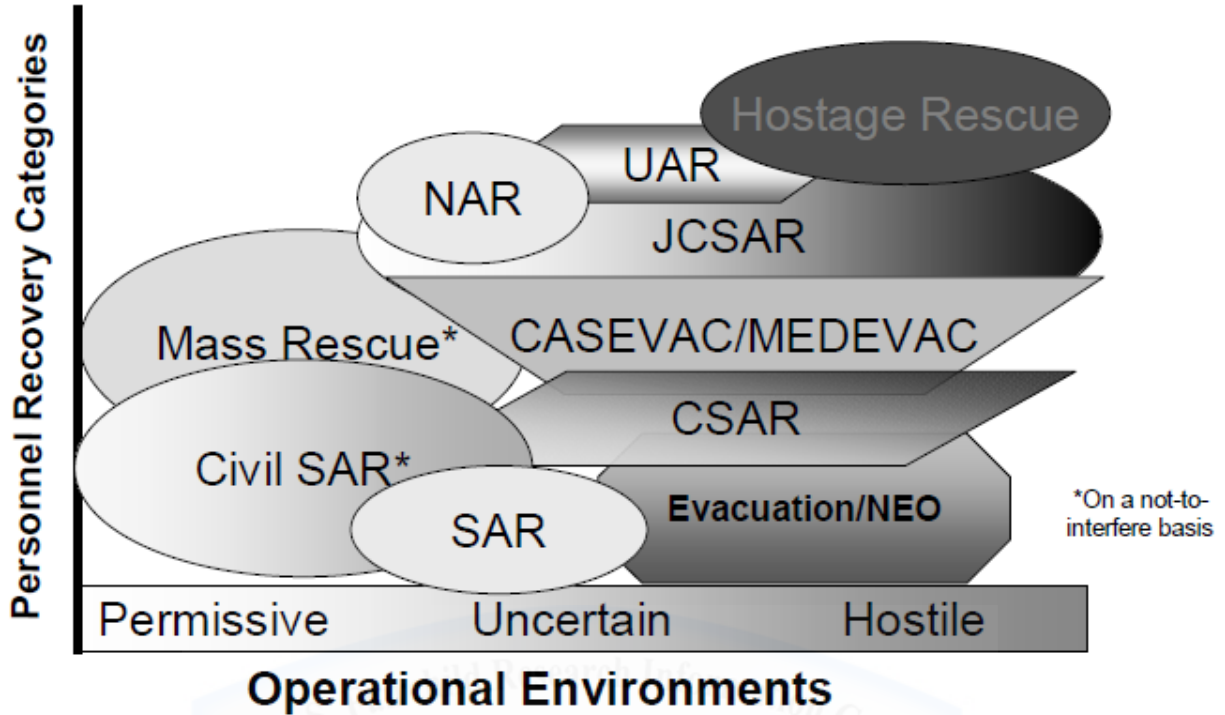 Personnel Recovery Categories
Hostage Rescue
UAR
NAR
JCSAR
Mass Rescue*
CASEVAC/MEDEVAC
CSAR
Civil SAR*
Evacuation/NEO
*On a not-to-
interfere basis
SAR
Permissive Uncertain Hostile
Operational Environments